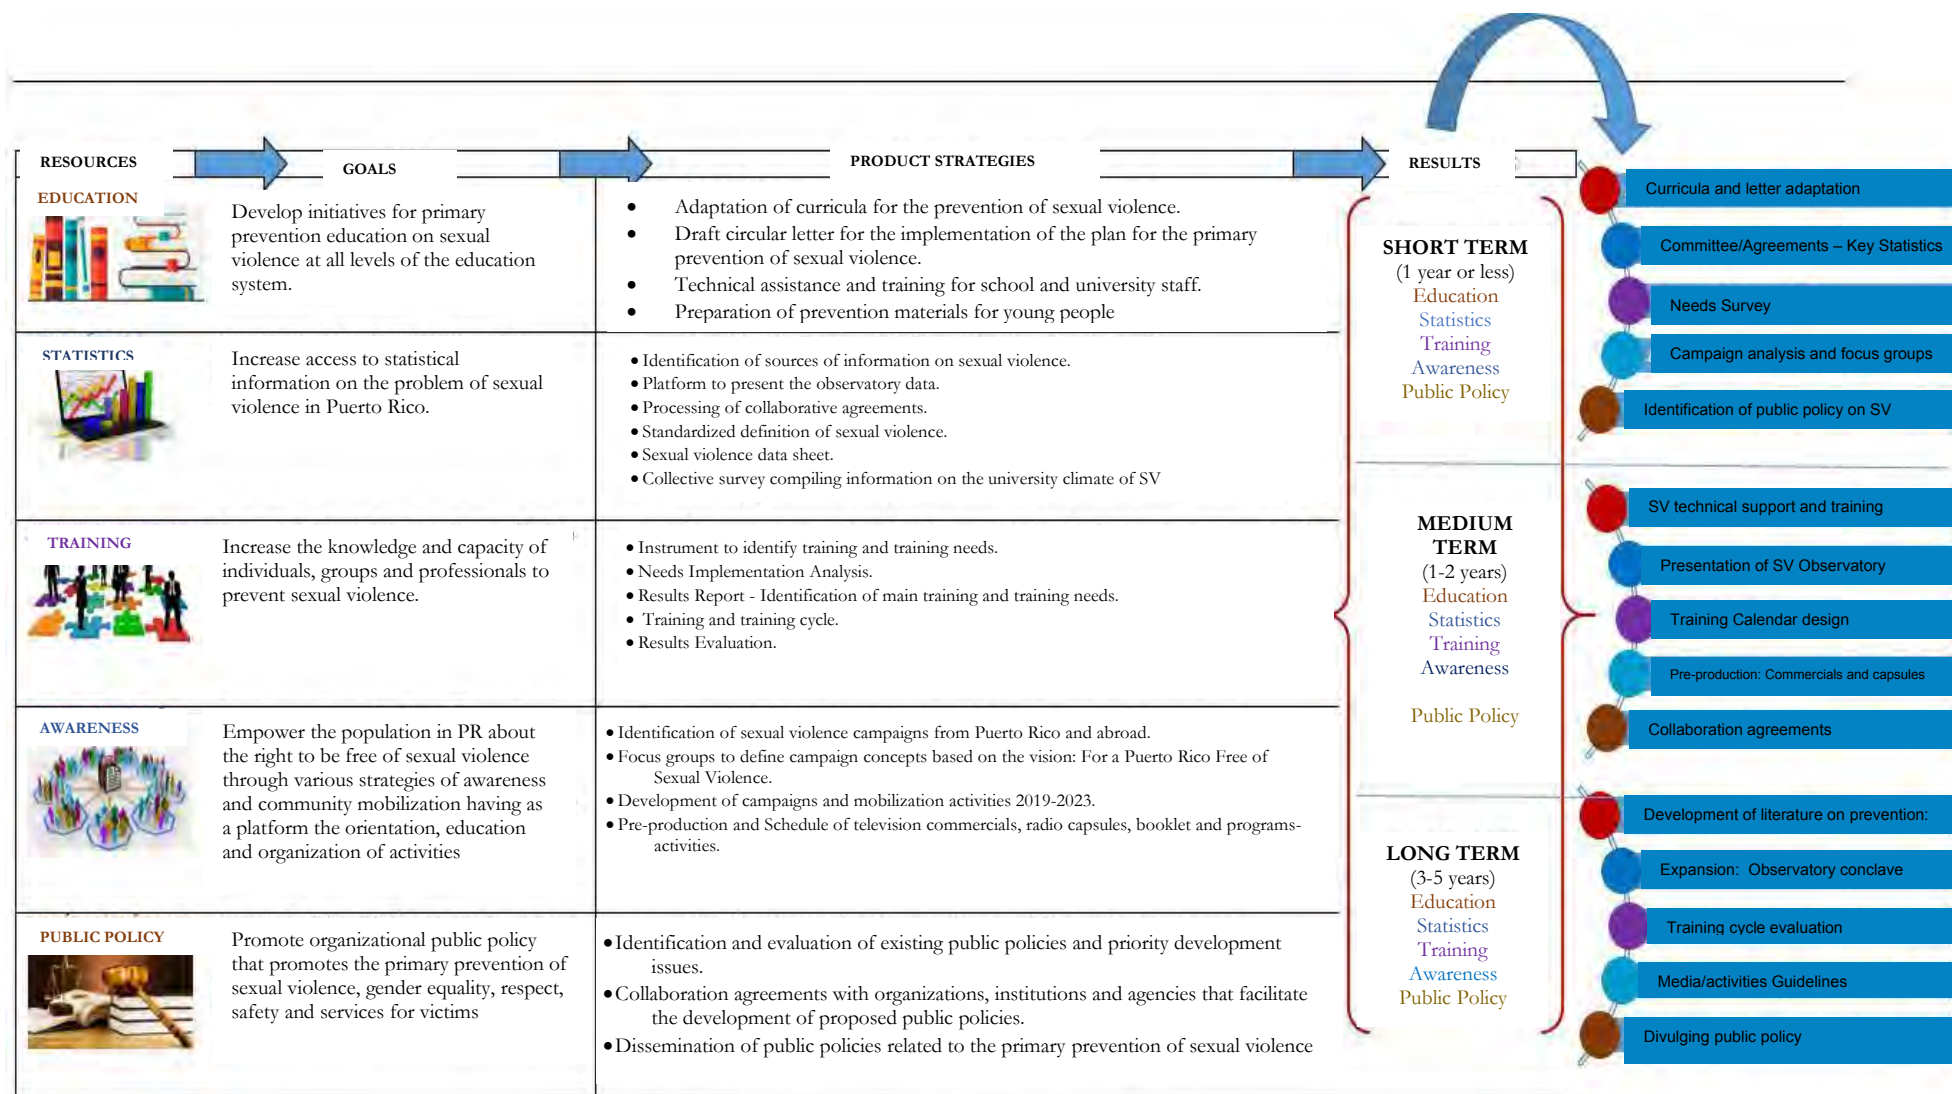 RESOURCES
GOALS
PRODUCT STRATEGIES
RESULTS
EDUCATION
Develop initiatives for primary
prevention education on sexual
violence at all levels of the education
system.
• Adaptation of curricula for the prevention of sexual violence.
• Draft circular letter for the implementation of the plan for the primary
prevention of sexual violence.
• Technical assistance and training for school and university staff.
• Preparation of prevention materials for young people
STATISTICS
Increase access to statistical
information on the problem of sexual
violence in Puerto Rico.
• Identification of sources of information on sexual violence.
• Platform to present the observatory data.
• Processing of collaborative agreements.
• Standardized definition of sexual violence.
• Sexual violence data sheet.
• Collective survey compiling information on the university climate of SV
TRAINING
Increase the knowledge and capacity of
individuals, groups and professionals to
prevent sexual violence.
• Instrument to identify training and training needs.
• Needs Implementation Analysis.
• Results Report - Identification of main training and training needs.
• Training and training cycle.
• Results Evaluation.
AWARENESS
Empower the population in PR about
the right to be free of sexual violence
through various strategies of awareness
and community mobilization having as
a platform the orientation, education
and organization of activities
• Identification of sexual violence campaigns from Puerto Rico and abroad.
• Focus groups to define campaign concepts based on the vision: For a Puerto Rico Free of
Sexual Violence.
• Development of campaigns and mobilization activities 2019-2023.
• Pre-production and Schedule of television commercials, radio capsules, booklet and programs-
activities.
PUBLIC POLICY
Promote organizational public policy
that promotes the primary prevention of
sexual violence, gender equality, respect,
safety and services for victims
• Identification and evaluation of existing public policies and priority development
issues.
• Collaboration agreements with organizations, institutions and agencies that facilitate
the development of proposed public policies.
• Dissemination of public policies related to the primary prevention of sexual violence
SHORT TERM
(1 year or less)
Education
Statistics
Training
Awareness
Public Policy
MEDIUM
TERM
(1-2 years)
Education
Statistics
Training
Awareness
Public Policy
LONG TERM
(3-5 years)
Education
Statistics
Training
Awareness
Public Policy
Curricula and letter adaptation
Committee/Agreements – Key Statistics
Needs Survey
Campaign analysis and focus groups
Identification of public policy on SV
SV technical support and training
Presentation of SV Observatory
Training Calendar design
Pre-production: Commercials and capsules
Collaboration agreements
Development of literature on prevention:
Expansion: Observatory conclave
Training cycle evaluation
Media/activities Guidelines
Divulging public policy